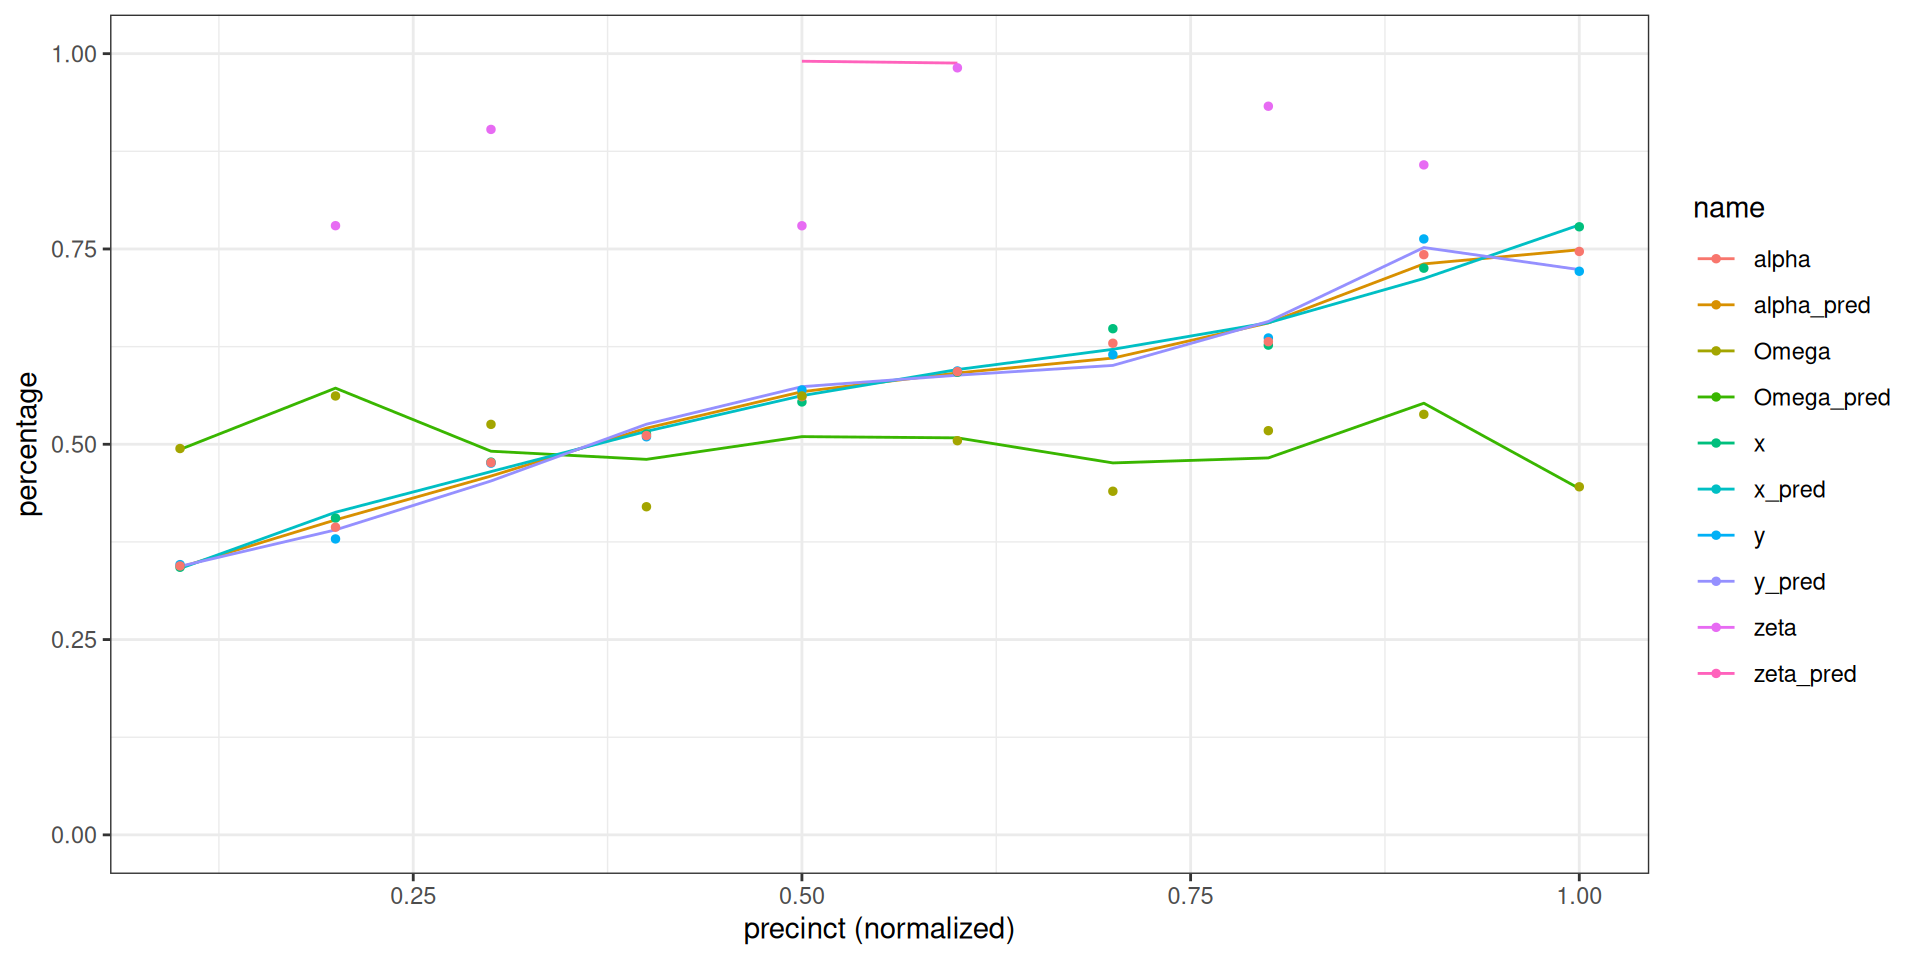 1.00
0.75
0.50
0.25
0.00
percentage
0.25
0.50
0.75
1.00
precinct (normalized)
name
alpha
alpha_pred
Omega
Omega_pred
x
x_pred
y
y_pred
zeta
zeta_pred